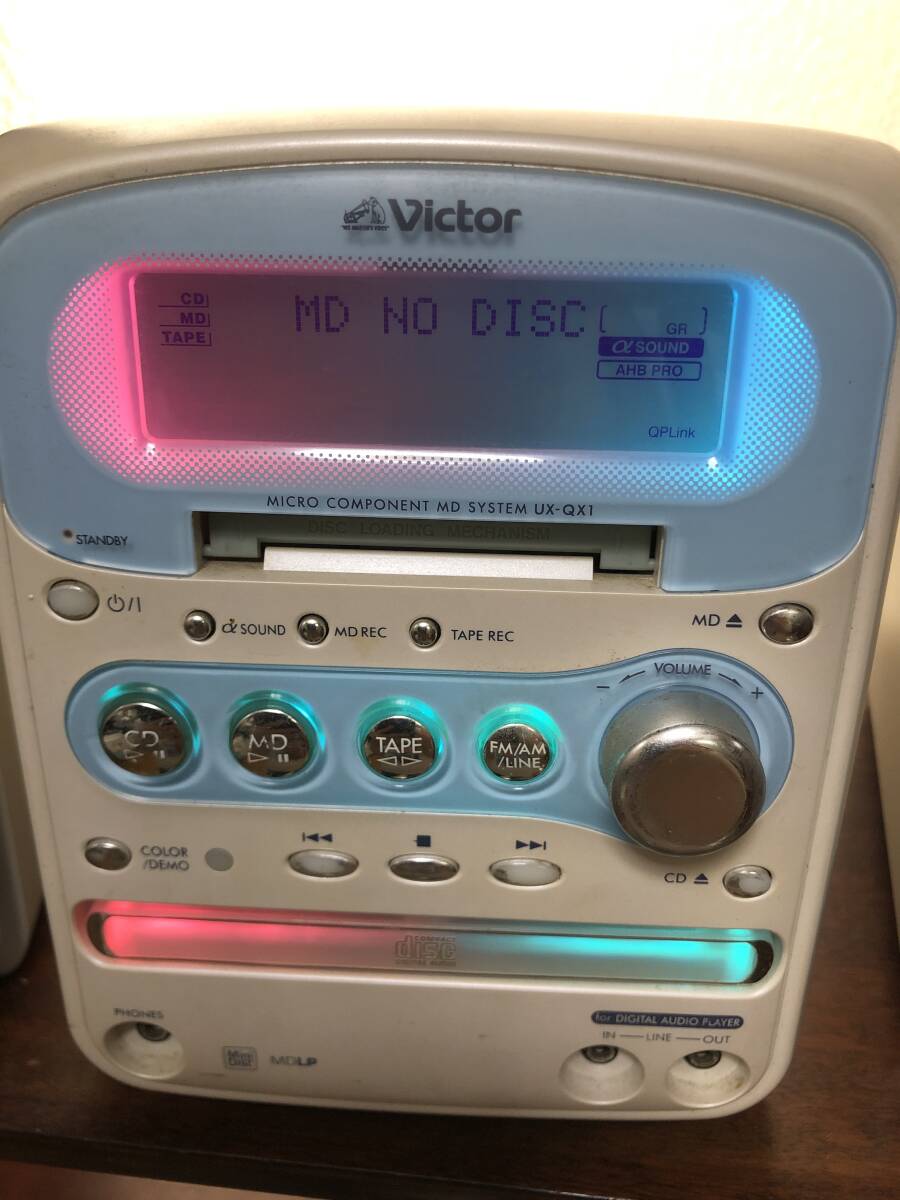 "HIS MASTER'S VOICE"
Victor
CD
MD
TAPE
MD NO DISC
GR
α SOUND
AHB PRO
QPLink
MICRO COMPONENT MD SYSTEM UX-QX1
DISC LOADING MECHANISM
STANDBY
⏻/|
α SOUND
MD REC
TAPE REC
MD ⏏
VOLUME
− +
CD
▷ ⏸
MD
▷ ⏸
TAPE
◁ ▷
FM/AM
/LINE
COLOR
/DEMO
|◀◀
■
▶▶|
CD ⏏
COMPACT
disc
DIGITAL AUDIO
PHONES
for DIGITAL AUDIO PLAYER
IN — LINE — OUT
Mini
Disc
MDLP